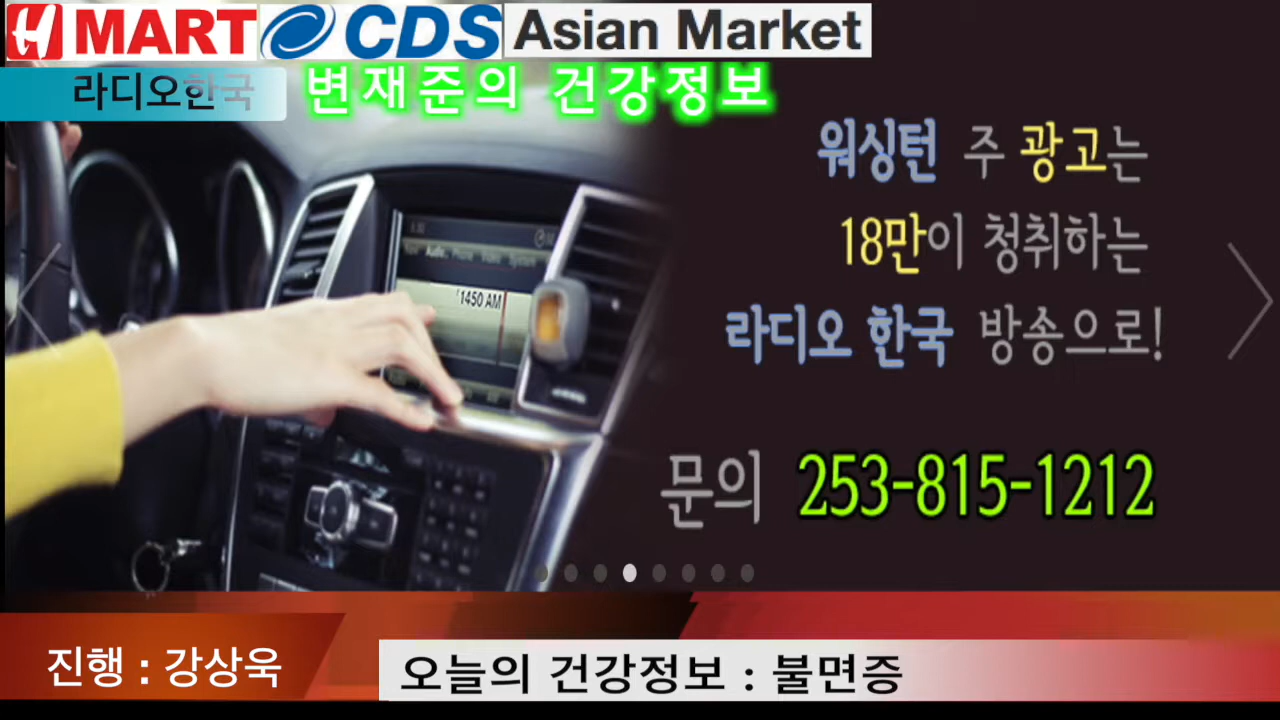 H MART CDS Asian Market
라디오한국 변재준의 건강정보
워싱턴 주 광고는
18만이 청취하는
라디오 한국 방송으로!
1450 AM
문의 253-815-1212
진행 : 강상욱
오늘의 건강정보 : 불면증